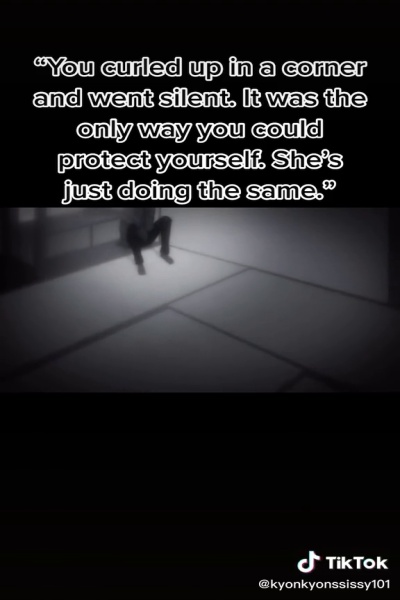 “You curled up in a corner
and went silent. It was the
only way you could
protect yourself. She’s
just doing the same.”
TikTok
@kyonkyonssissy101